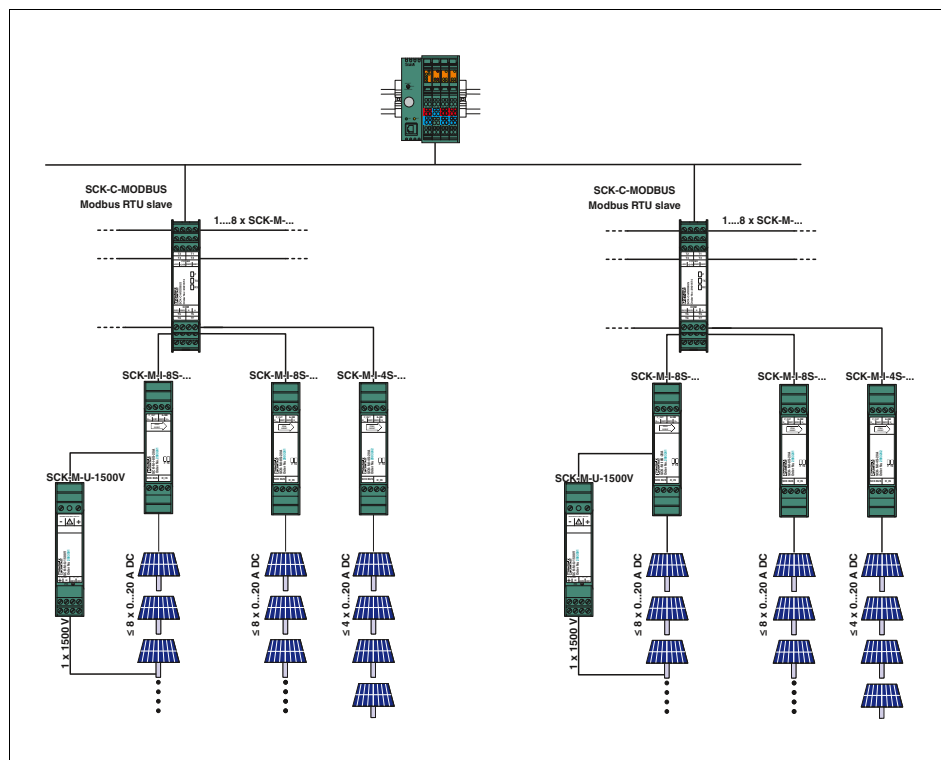 SCK-C-MODBUS
Modbus RTU slave
1....8 x SCK-M-...
SCK-C-MODBUS
Modbus RTU slave
1....8 x SCK-M-...
SCK-M-I-8S-...
SCK-M-I-8S-...
SCK-M-I-4S-...
SCK-M-I-8S-...
SCK-M-I-8S-...
SCK-M-I-4S-...
SCK-M-U-1500V
SCK-M-U-1500V
1 x 1500 V
≤ 8 x 0...20 A DC
≤ 8 x 0...20 A DC
≤ 4 x 0...20 A DC
1 x 1500 V
≤ 8 x 0...20 A DC
≤ 8 x 0...20 A DC
≤ 4 x 0...20 A DC